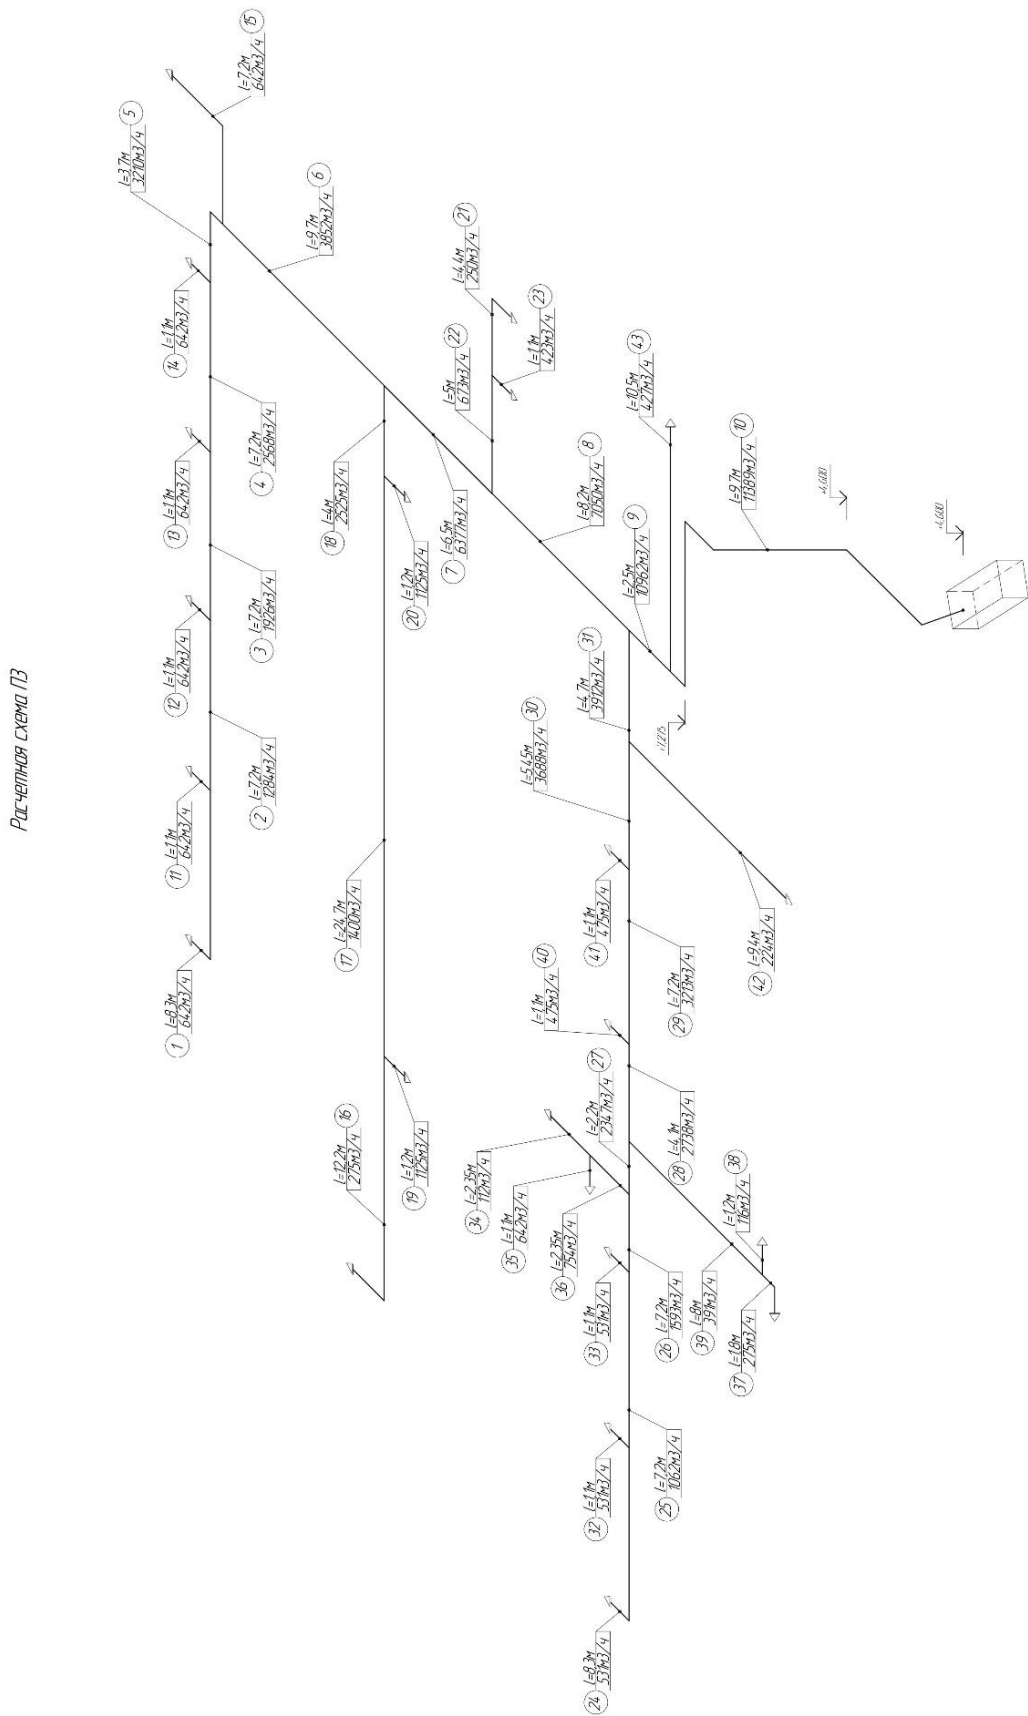 Расчетная схема П3
1
l=8.3м
642м3/ч
11
l=1.1м
642м3/ч
12
l=1.1м
642м3/ч
13
l=1.1м
642м3/ч
14
l=1.1м
642м3/ч
5
l=3.7м
3210м3/ч
15
l=7.2м
642м3/ч
2
l=7.2м
1284м3/ч
3
l=7.2м
1926м3/ч
4
l=7.2м
2568м3/ч
6
l=9.7м
3852м3/ч
16
l=12.2м
275м3/ч
17
l=24.7м
1400м3/ч
18
l=4м
2525м3/ч
19
l=1.2м
1125м3/ч
20
l=1.2м
1125м3/ч
7
l=6.5м
6377м3/ч
22
l=5м
673м3/ч
21
l=4.4м
250м3/ч
23
l=1.1м
423м3/ч
8
l=8.2м
7050м3/ч
9
l=2.5м
10962м3/ч
43
l=10.5м
427м3/ч
10
l=9.7м
11389м3/ч
+4,600
+4,600
+7,275
34
l=2.35м
112м3/ч
35
l=1.1м
642м3/ч
36
l=2.35м
754м3/ч
40
l=1.1м
475м3/ч
30
l=5.45м
3688м3/ч
31
l=4.7м
3912м3/ч
24
l=8.3м
531м3/ч
32
l=1.1м
531м3/ч
33
l=1.1м
531м3/ч
27
l=2.2м
2347м3/ч
41
l=1.1м
475м3/ч
25
l=7.2м
1062м3/ч
26
l=7.2м
1593м3/ч
28
l=4.1м
2738м3/ч
29
l=7.2м
3213м3/ч
39
l=8м
391м3/ч
37
l=1.8м
275м3/ч
38
l=1.2м
116м3/ч
42
l=9.4м
224м3/ч